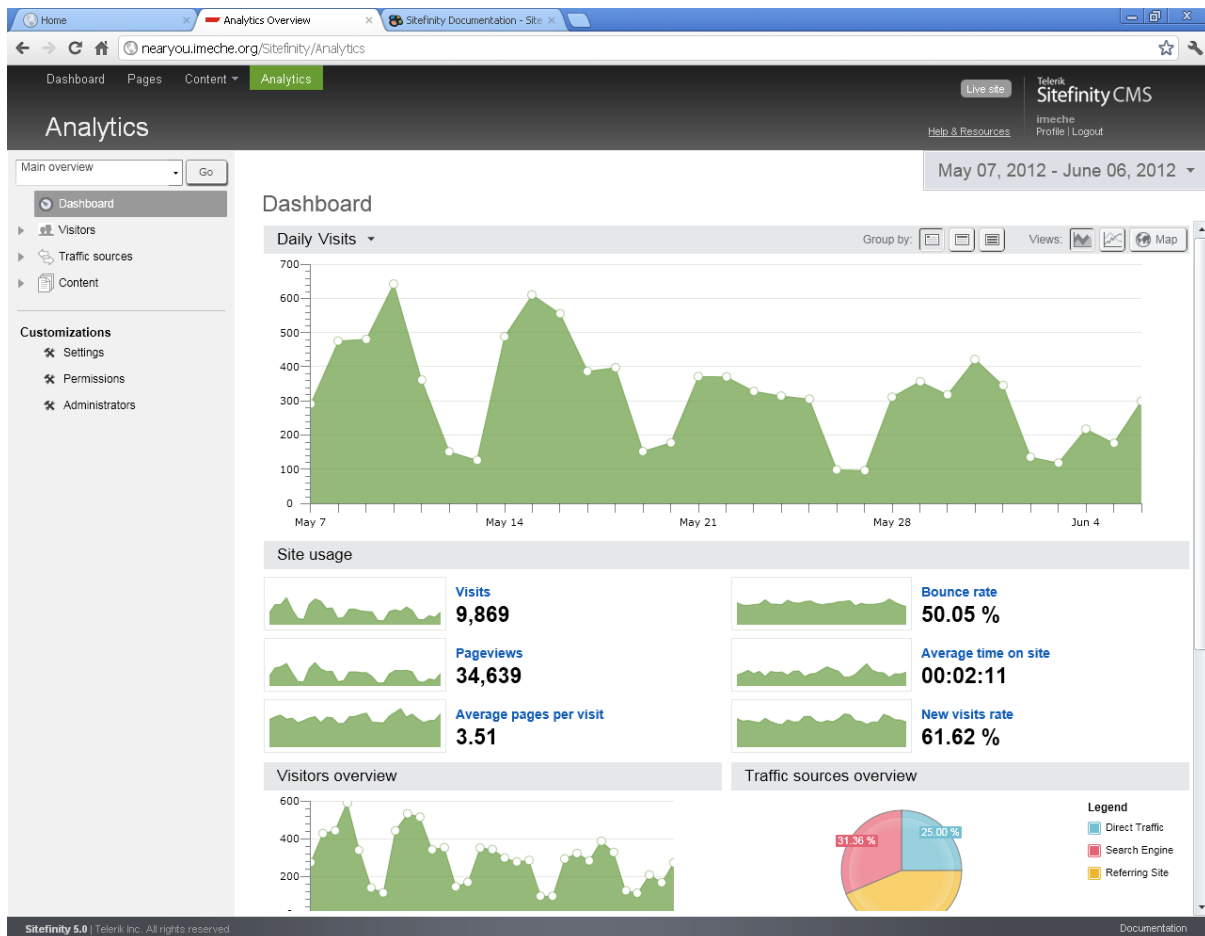 Home
Analytics Overview
Sitefinity Documentation - Site
nearyou.imeche.org/Sitefinity/Analytics
Dashboard Pages Content Analytics
Live site
Telerik
Sitefinity CMS
Analytics
Help & Resources
imeche
Profile | Logout
Main overview
Go
May 07, 2012 - June 06, 2012
Dashboard
Visitors
Traffic sources
Content
Customizations
Settings
Permissions
Administrators
Dashboard
Daily Visits
Group by:
Views:
Map
700
600
500
400
300
200
100
0
May 7 May 14 May 21 May 28 Jun 4
Site usage
Visits
9,869
Bounce rate
50.05 %
Pageviews
34,639
Average time on site
00:02:11
Average pages per visit
3.51
New visits rate
61.62 %
Visitors overview
600
400
200
Traffic sources overview
31.36 %
25.00 %
Legend
Direct Traffic
Search Engine
Referring Site
Sitefinity 5.0 | Telerik Inc. All rights reserved
Documentation